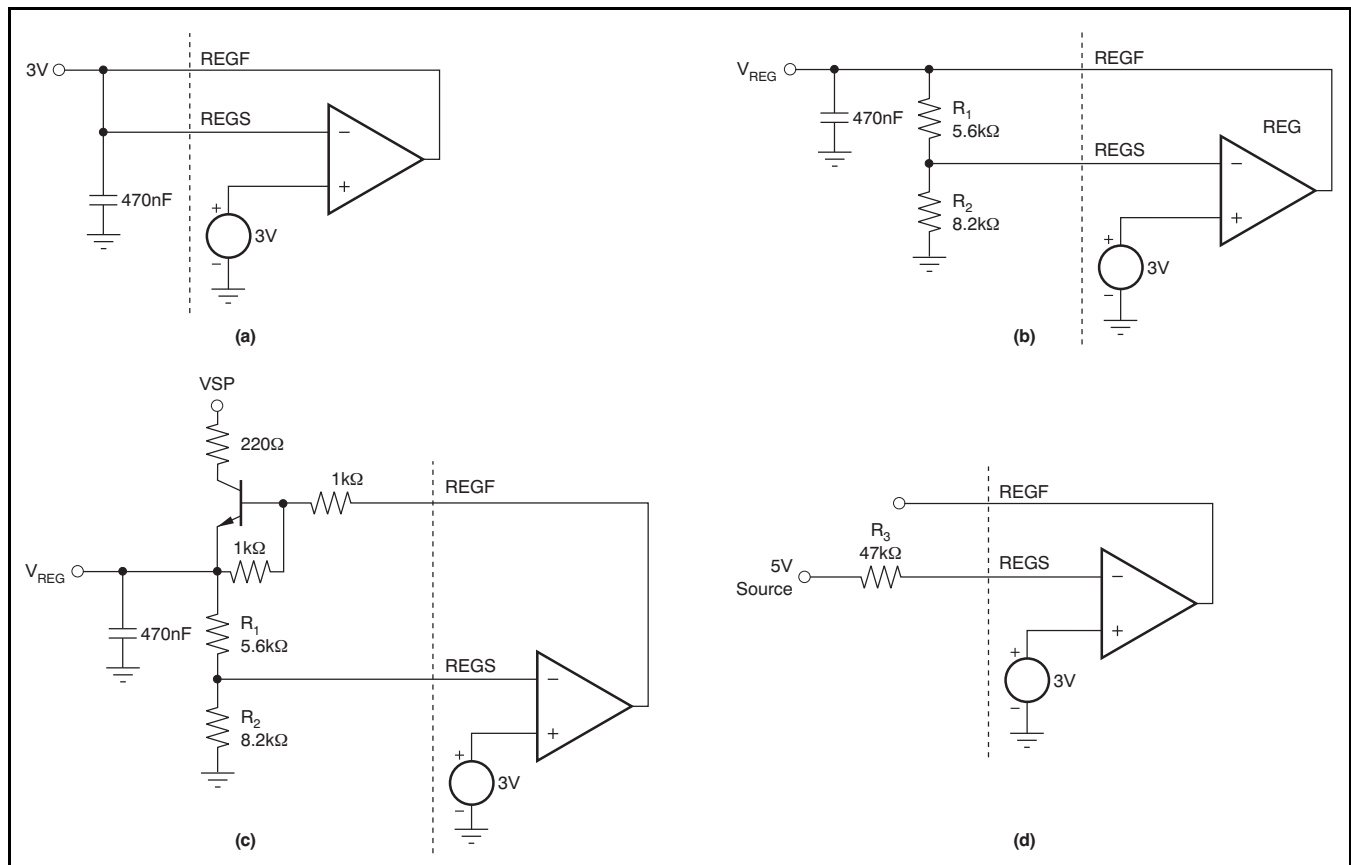 3V
REGF
REGS
470nF
−
+
+
3V
−
(a)
VREG
REGF
470nF
R1
5.6kΩ
REG
REGS
−
R2
8.2kΩ
+
+
3V
−
(b)
VSP
220Ω
1kΩ
REGF
1kΩ
VREG
470nF
R1
5.6kΩ
REGS
−
R2
8.2kΩ
+
+
3V
−
(c)
REGF
R3
47kΩ
5V
Source
REGS
−
+
+
3V
−
(d)